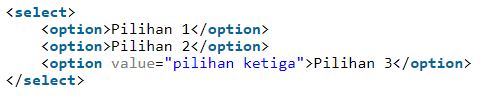 <select>
    <option>Pilihan 1</option>
    <option>Pilihan 2</option>
    <option value="pilihan ketiga">Pilihan 3</option>
</select>